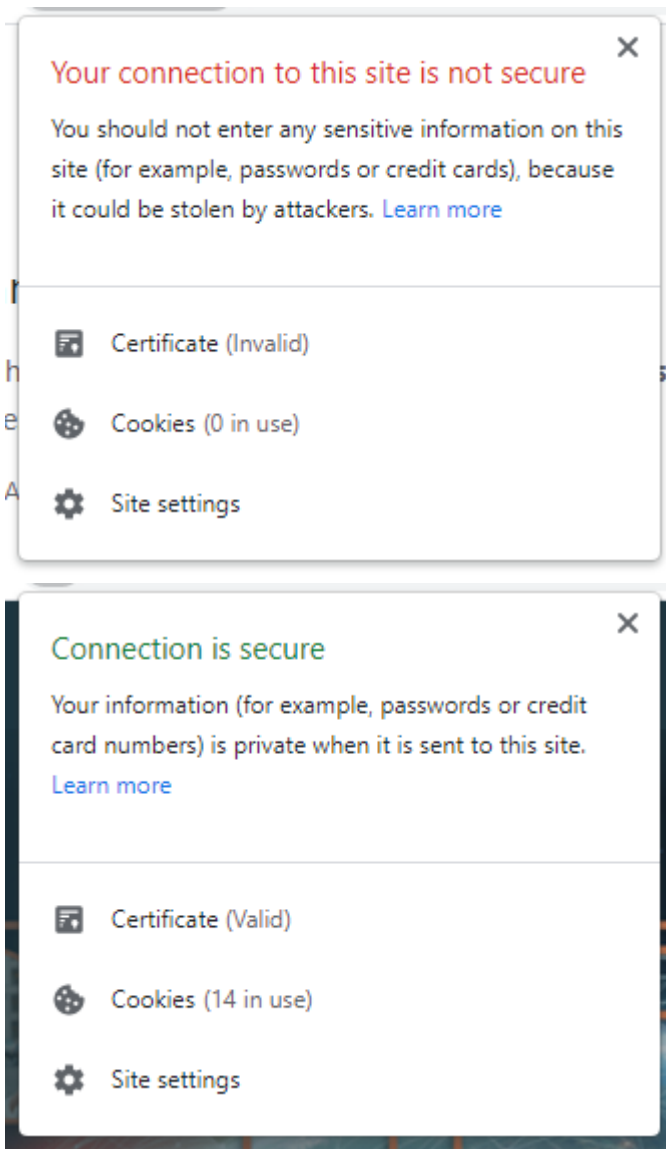 Your connection to this site is not secure
You should not enter any sensitive information on this
site (for example, passwords or credit cards), because
it could be stolen by attackers. Learn more
Certificate (Invalid)
Cookies (0 in use)
Site settings
Connection is secure
Your information (for example, passwords or credit
card numbers) is private when it is sent to this site.
Learn more
Certificate (Valid)
Cookies (14 in use)
Site settings